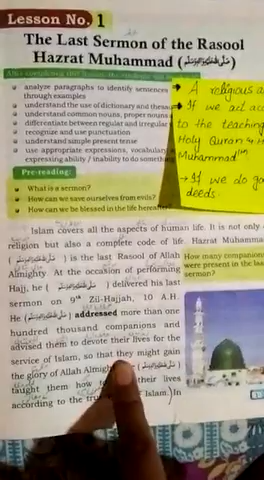 Lesson No. 1
The Last Sermon of the Rasool
Hazrat Muhammad (ﷺ)
analyze paragraphs to identify sentences
through examples
understand the use of dictionary and
understand common nouns, proper nouns
differentiate between regular and irregular
recognize and use punctuation
understand simple present tense
use appropriate expressions, vocabulary
expressing ability / inability to do something
→ A religious
→ If we act
to the teaching
Holy Quran
Muhammad
→ If we do
deeds.
Pre-reading:
What is a sermon?
How can we save ourselves from evils?
How can we be blessed in the life hereafter
Islam covers all the aspects of human life. It is not only
religion but also a complete code of life. Hazrat Muhammad
(ﷺ) is the last Rasool of Allah
Almighty. At the occasion of performing
Hajj, he (ﷺ) delivered his last
sermon on 9th Zil-Hajjah, 10 A.H.
He (ﷺ) addressed more than
one hundred thousand companions and
advised them to devote their lives for the
service of Islam, so that they might gain
the glory of Allah (ﷺ)
taught them how their lives
according to the Islam. In
How many companions
were present in the last
sermon?